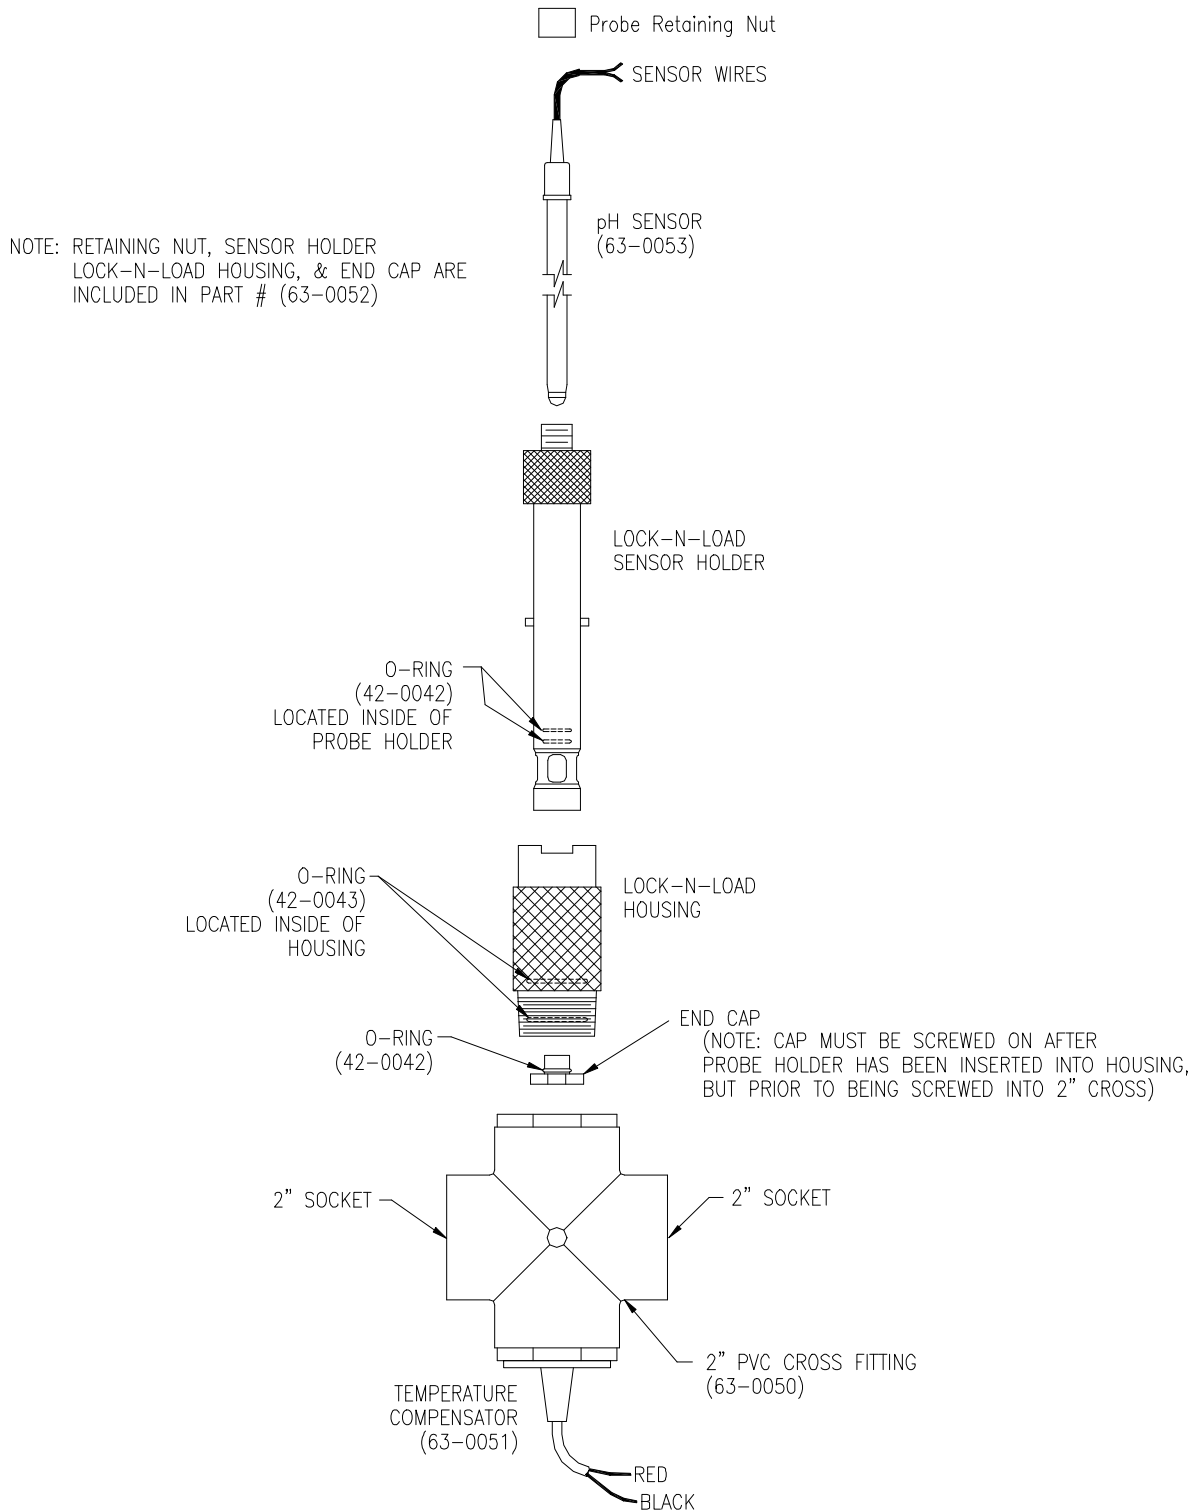 Probe Retaining Nut
SENSOR WIRES
pH SENSOR
(63-0053)
NOTE: RETAINING NUT, SENSOR HOLDER
LOCK-N-LOAD HOUSING, & END CAP ARE
INCLUDED IN PART # (63-0052)
LOCK-N-LOAD
SENSOR HOLDER
O-RING
(42-0042)
LOCATED INSIDE OF
PROBE HOLDER
O-RING
(42-0043)
LOCATED INSIDE OF
HOUSING
LOCK-N-LOAD
HOUSING
O-RING
(42-0042)
END CAP
(NOTE: CAP MUST BE SCREWED ON AFTER
PROBE HOLDER HAS BEEN INSERTED INTO HOUSING,
BUT PRIOR TO BEING SCREWED INTO 2" CROSS)
2" SOCKET
2" SOCKET
2" PVC CROSS FITTING
(63-0050)
TEMPERATURE
COMPENSATOR
(63-0051)
RED
BLACK